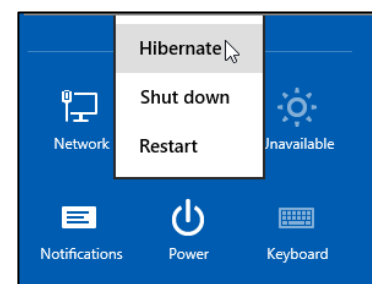 Hibernate
Shut down
Restart
Network
Unavailable
Notifications
Power
Keyboard